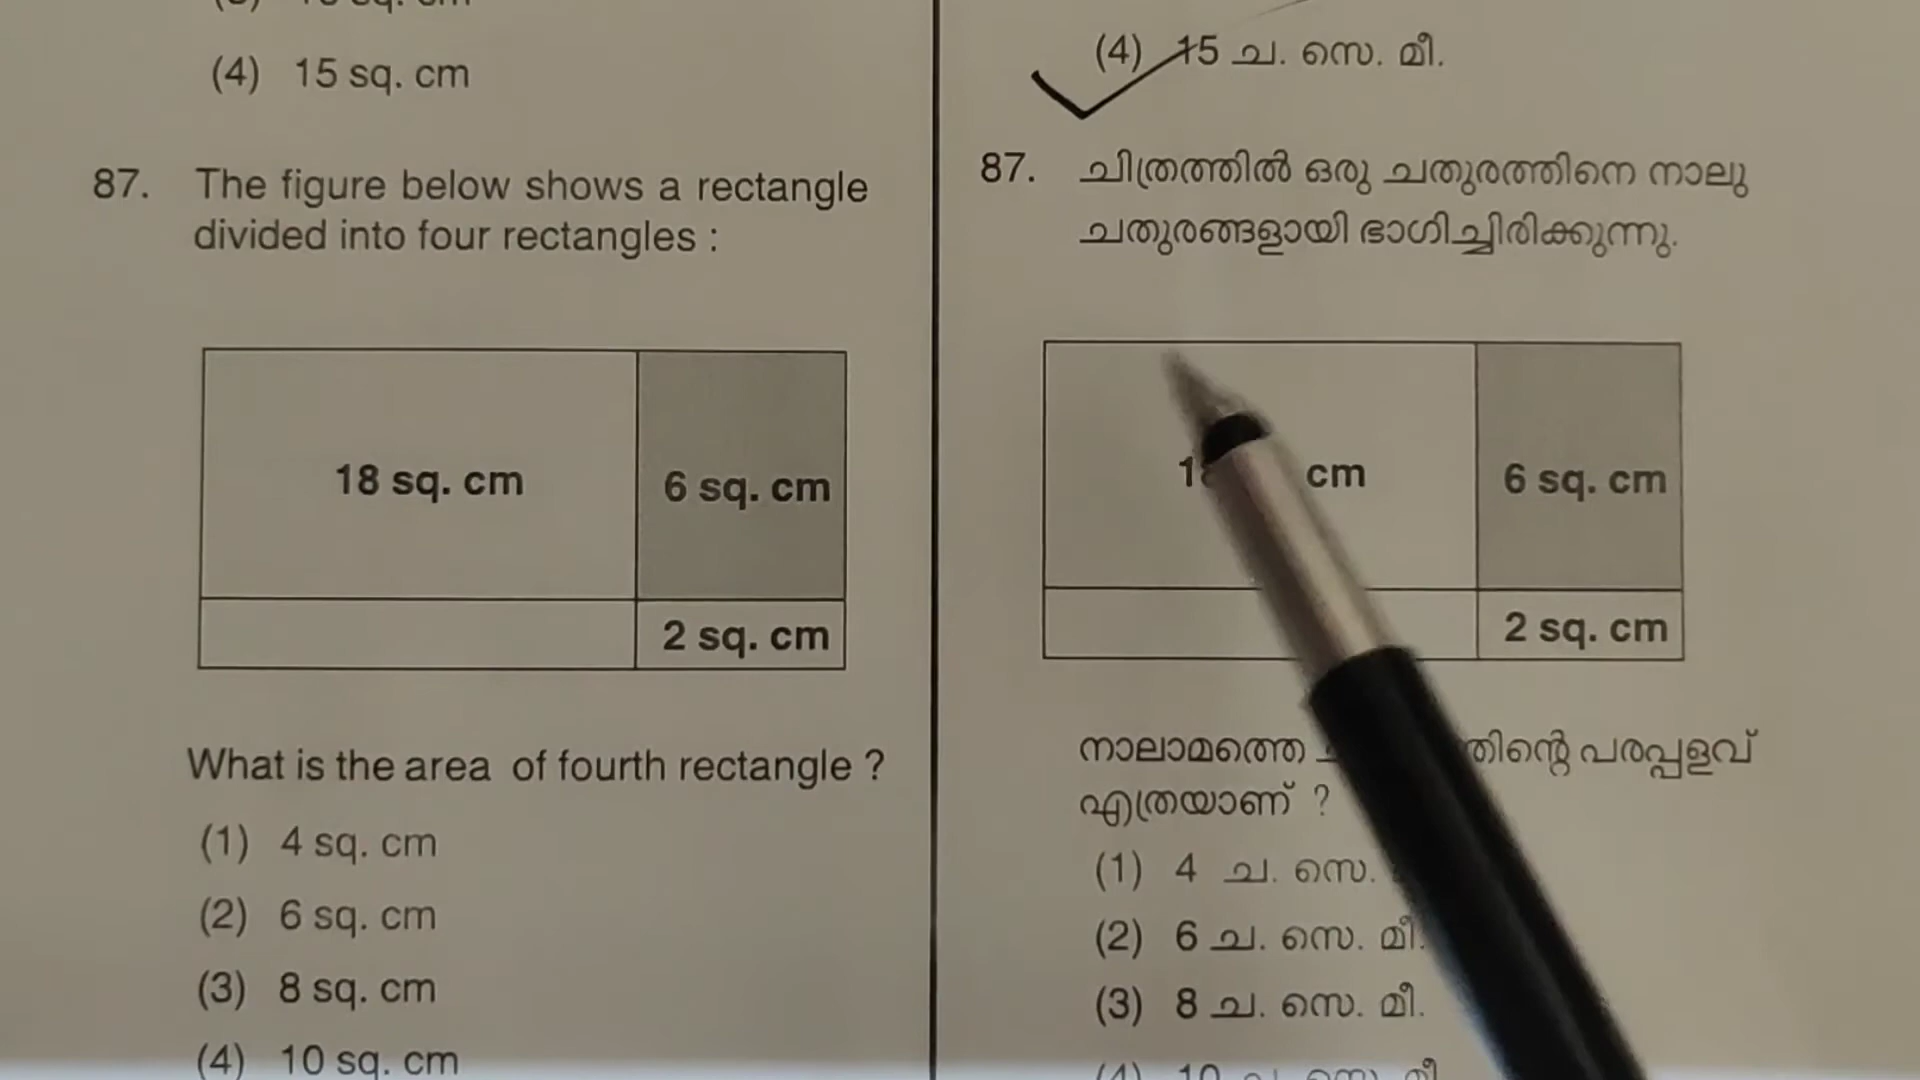 (4) 15 sq. cm
87. The figure below shows a rectangle
divided into four rectangles :
18 sq. cm
6 sq. cm
2 sq. cm
What is the area of fourth rectangle ?
(1) 4 sq. cm
(2) 6 sq. cm
(3) 8 sq. cm
(4) 10 sq. cm
(4) 15 ച. സെ. മീ.
87. ചിത്രത്തിൽ ഒരു ചതുരത്തിനെ നാലു
ചതുരങ്ങളായി ഭാഗിച്ചിരിക്കുന്നു.
cm
6 sq. cm
2 sq. cm
നാലാമത്തെ പരപ്പളവ്
എത്രയാണ് ?
(1) 4 ച. സെ.
(2) 6 ച. സെ. മീ.
(3) 8 ച. സെ. മീ.